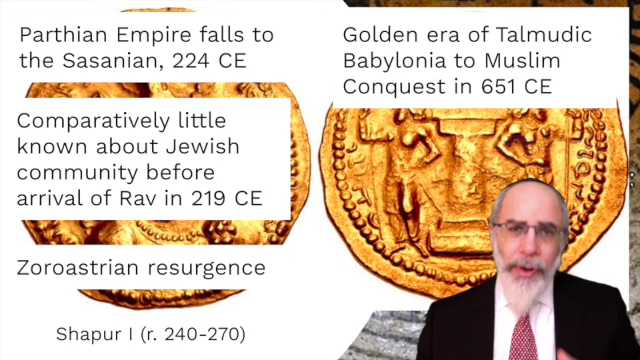 Parthian Empire falls to
the Sasanian, 224 CE
Comparatively little
known about Jewish
community before
arrival of Rav in 219 CE
Zoroastrian resurgence
Shapur I (r. 240-270)
Golden era of Talmudic
Babylonia to Muslim
Conquest in 651 CE